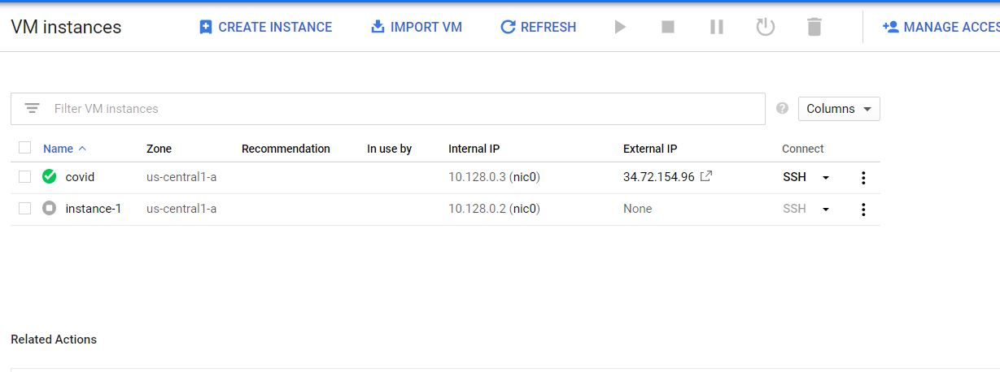 VM instances CREATE INSTANCE IMPORT VM REFRESH MANAGE ACCES
Filter VM instances Columns
Name Zone Recommendation In use by Internal IP External IP Connect
covid us-central1-a 10.128.0.3 (nic0) 34.72.154.96 SSH
instance-1 us-central1-a 10.128.0.2 (nic0) None SSH
Related Actions